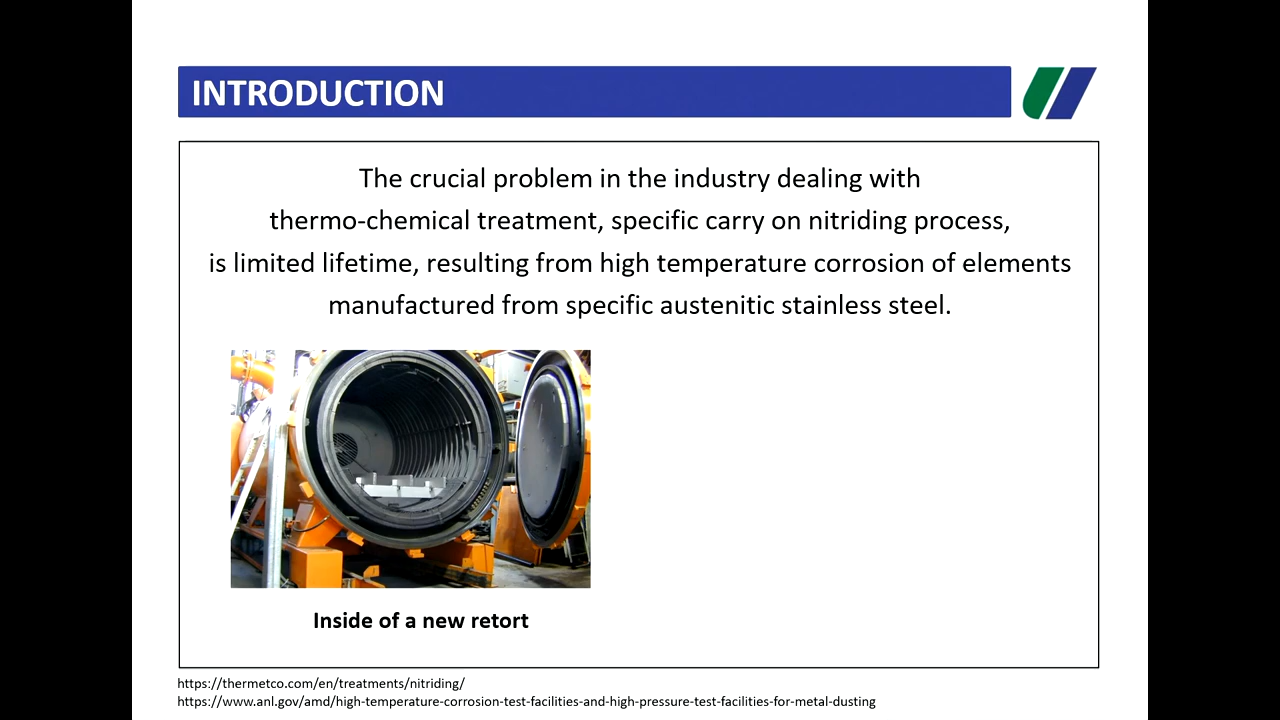 INTRODUCTION
The crucial problem in the industry dealing with
thermo-chemical treatment, specific carry on nitriding process,
is limited lifetime, resulting from high temperature corrosion of elements
manufactured from specific austenitic stainless steel.
Inside of a new retort
https://thermetco.com/en/treatments/nitriding/
https://www.anl.gov/amd/high-temperature-corrosion-test-facilities-and-high-pressure-test-facilities-for-metal-dusting